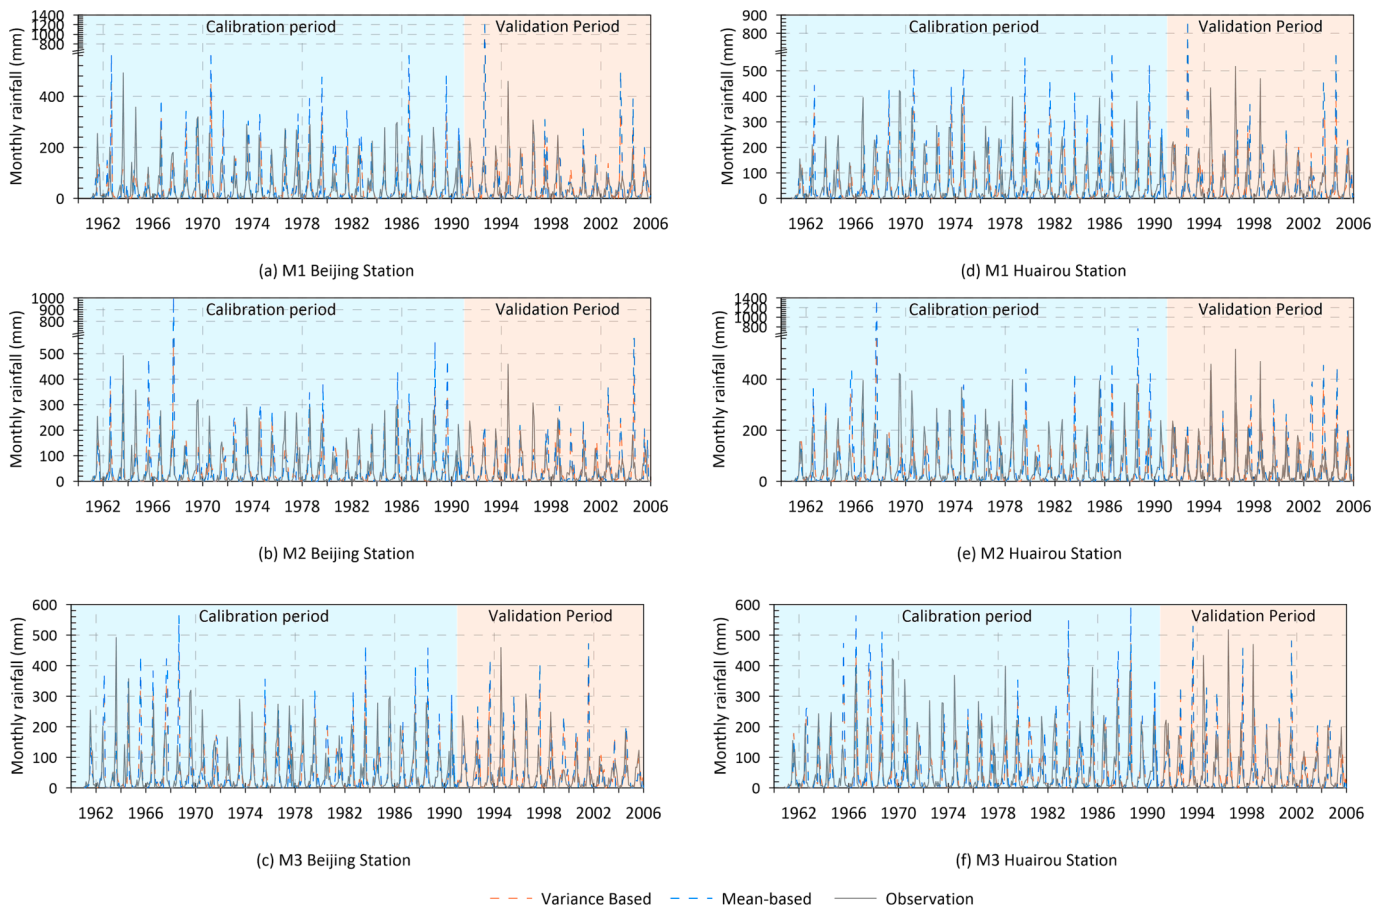 Monthly rainfall (mm)
1400
1200
1000
800
400
200
0
Calibration period
Validation Period
1962 1966 1970 1974 1978 1982 1986 1990 1994 1998 2002 2006
(a) M1 Beijing Station
Monthly rainfall (mm)
900
800
500
400
300
200
100
0
Calibration period
Validation Period
1962 1966 1970 1974 1978 1982 1986 1990 1994 1998 2002 2006
(d) M1 Huairou Station
Monthly rainfall (mm)
1000
900
800
500
400
300
200
100
0
Calibration period
Validation Period
1962 1966 1970 1974 1978 1982 1986 1990 1994 1998 2002 2006
(b) M2 Beijing Station
Monthly rainfall (mm)
1400
1200
1000
800
400
200
0
Calibration period
Validation Period
1962 1966 1970 1974 1978 1982 1986 1990 1994 1998 2002 2006
(e) M2 Huairou Station
Monthly rainfall (mm)
600
500
400
300
200
100
0
Calibration period
Validation Period
1962 1966 1970 1974 1978 1982 1986 1990 1994 1998 2002 2006
(c) M3 Beijing Station
Monthly rainfall (mm)
600
500
400
300
200
100
0
Calibration period
Validation Period
1962 1966 1970 1974 1978 1982 1986 1990 1994 1998 2002 2006
(f) M3 Huairou Station
Variance Based Mean-based Observation